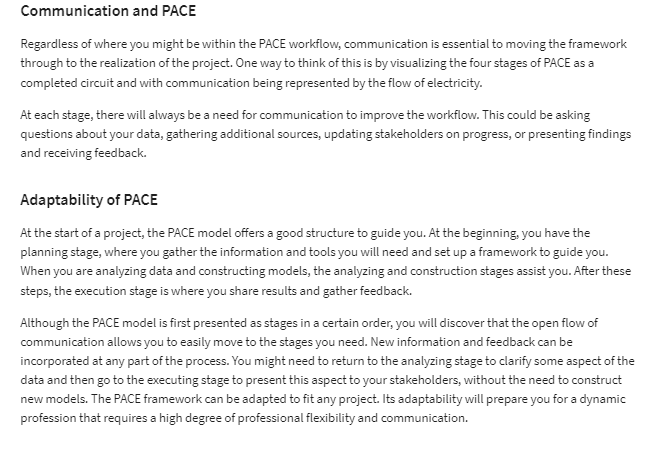 Communication and PACE
Regardless of where you might be within the PACE workflow, communication is essential to moving the framework
through to the realization of the project. One way to think of this is by visualizing the four stages of PACE as a
completed circuit and with communication being represented by the flow of electricity.
At each stage, there will always be a need for communication to improve the workflow. This could be asking
questions about your data, gathering additional sources, updating stakeholders on progress, or presenting findings
and receiving feedback.
Adaptability of PACE
At the start of a project, the PACE model offers a good structure to guide you. At the beginning, you have the
planning stage, where you gather the information and tools you will need and set up a framework to guide you.
When you are analyzing data and constructing models, the analyzing and construction stages assist you. After these
steps, the execution stage is where you share results and gather feedback.
Although the PACE model is first presented as stages in a certain order, you will discover that the open flow of
communication allows you to easily move to the stages you need. New information and feedback can be
incorporated at any part of the process. You might need to return to the analyzing stage to clarify some aspect of the
data and then go to the executing stage to present this aspect to your stakeholders, without the need to construct
new models. The PACE framework can be adapted to fit any project. Its adaptability will prepare you for a dynamic
profession that requires a high degree of professional flexibility and communication.